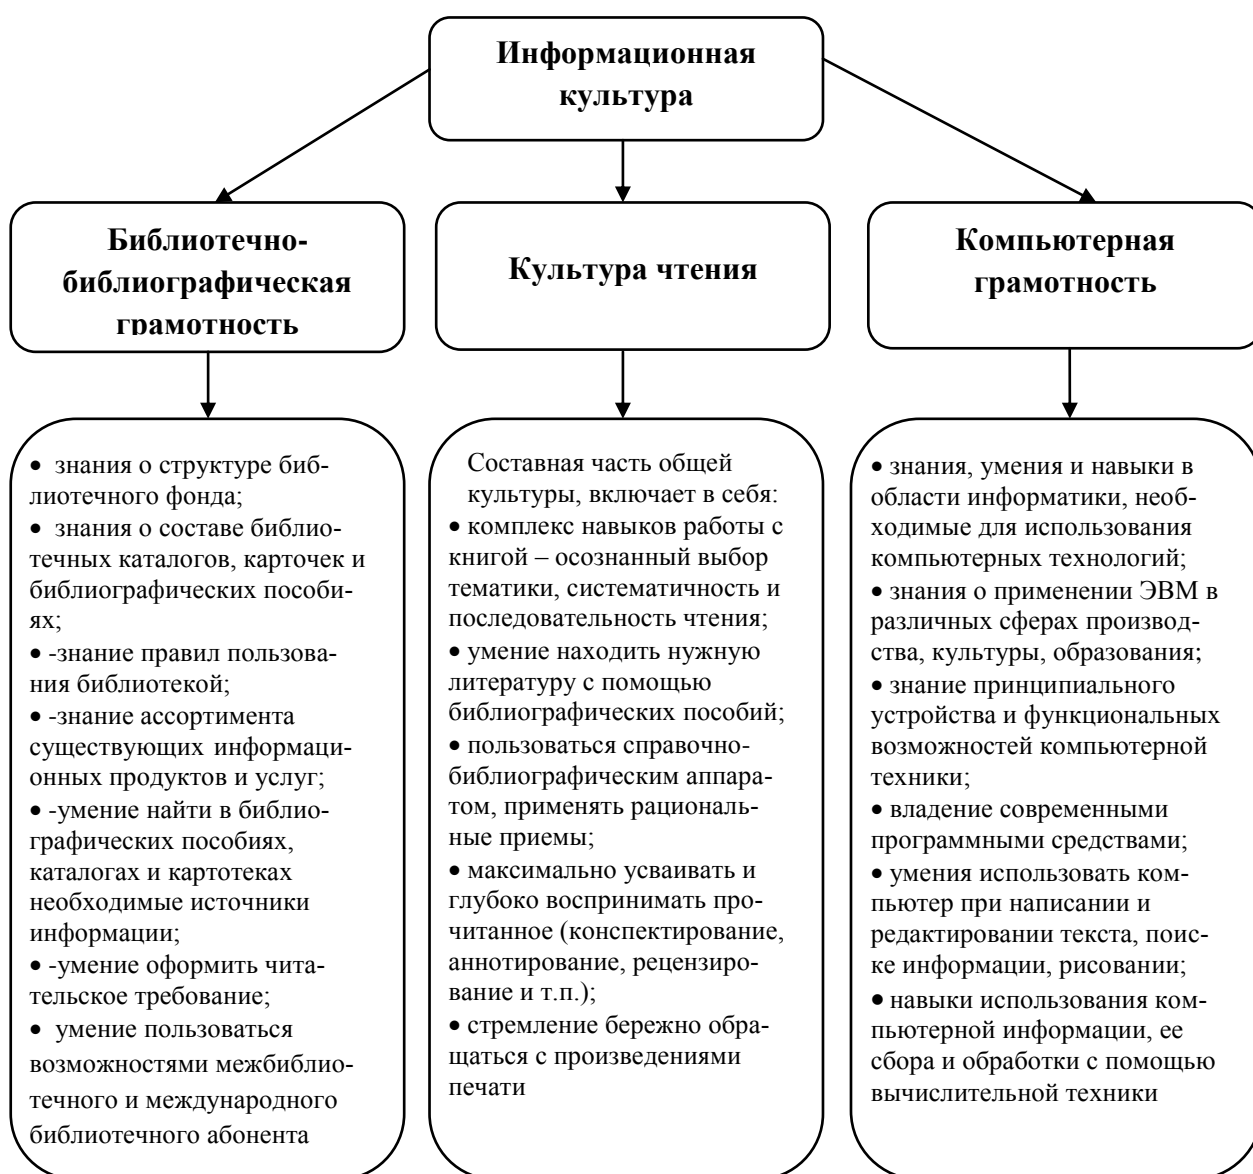 Информационная
культура
Библиотечно-
библиографическая
грамотность
Культура чтения
Компьютерная
грамотность
• знания о структуре биб-
лиотечного фонда;
• знания о составе библио-
течных каталогов, карточек и
библиографических пособи-
ях;
• -знание правил пользова-
ния библиотекой;
• -знание ассортимента
существующих информаци-
онных продуктов и услуг;
• -умение найти в библио-
графических пособиях,
каталогах и картотеках
необходимые источники
информации;
• -умение оформить чита-
тельское требование;
• умение пользоваться
возможностями межбиблио-
течного и международного
библиотечного абонента
Составная часть общей
культуры, включает в себя:
• комплекс навыков работы с
книгой – осознанный выбор
тематики, систематичность и
последовательность чтения;
• умение находить нужную
литературу с помощью
библиографических пособий;
• пользоваться справочно-
библиографическим аппара-
том, применять рациональ-
ные приемы;
• максимально усваивать и
глубоко воспринимать про-
читанное (конспектирование,
аннотирование, рецензиро-
вание и т.п.);
• стремление бережно обра-
щаться с произведениями
печати
• знания, умения и навыки в
области информатики, необ-
ходимые для использования
компьютерных технологий;
• знания о применении ЭВМ в
различных сферах производ-
ства, культуры, образования;
• знание принципиального
устройства и функциональных
возможностей компьютерной
техники;
• владение современными
программными средствами;
• умения использовать ком-
пьютер при написании и
редактировании текста, поис-
ке информации, рисовании;
• навыки использования ком-
пьютерной информации, ее
сбора и обработки с помощью
вычислительной техники